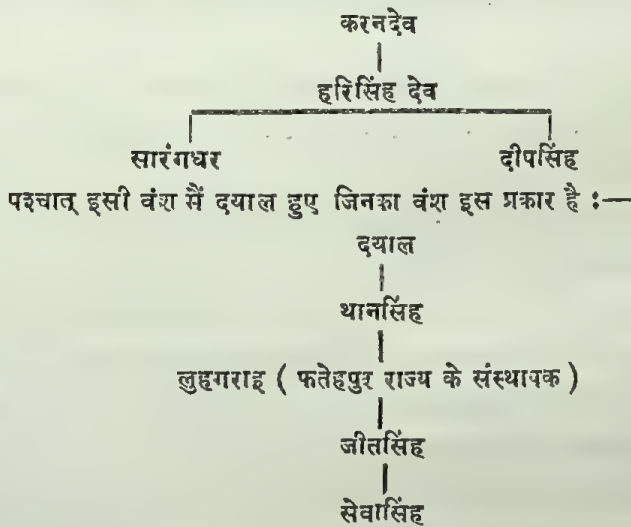 करनदेव
हरिसिंह देव
सारंगधर दीपसिंह
पश्चात् इसी वंश मैं दयाल हुए जिनका वंश इस प्रकार है :—
दयाल
थानसिंह
लुहगराइ ( फतेहपुर राज्य के संस्थापक )
जीतसिंह
सेवासिंह